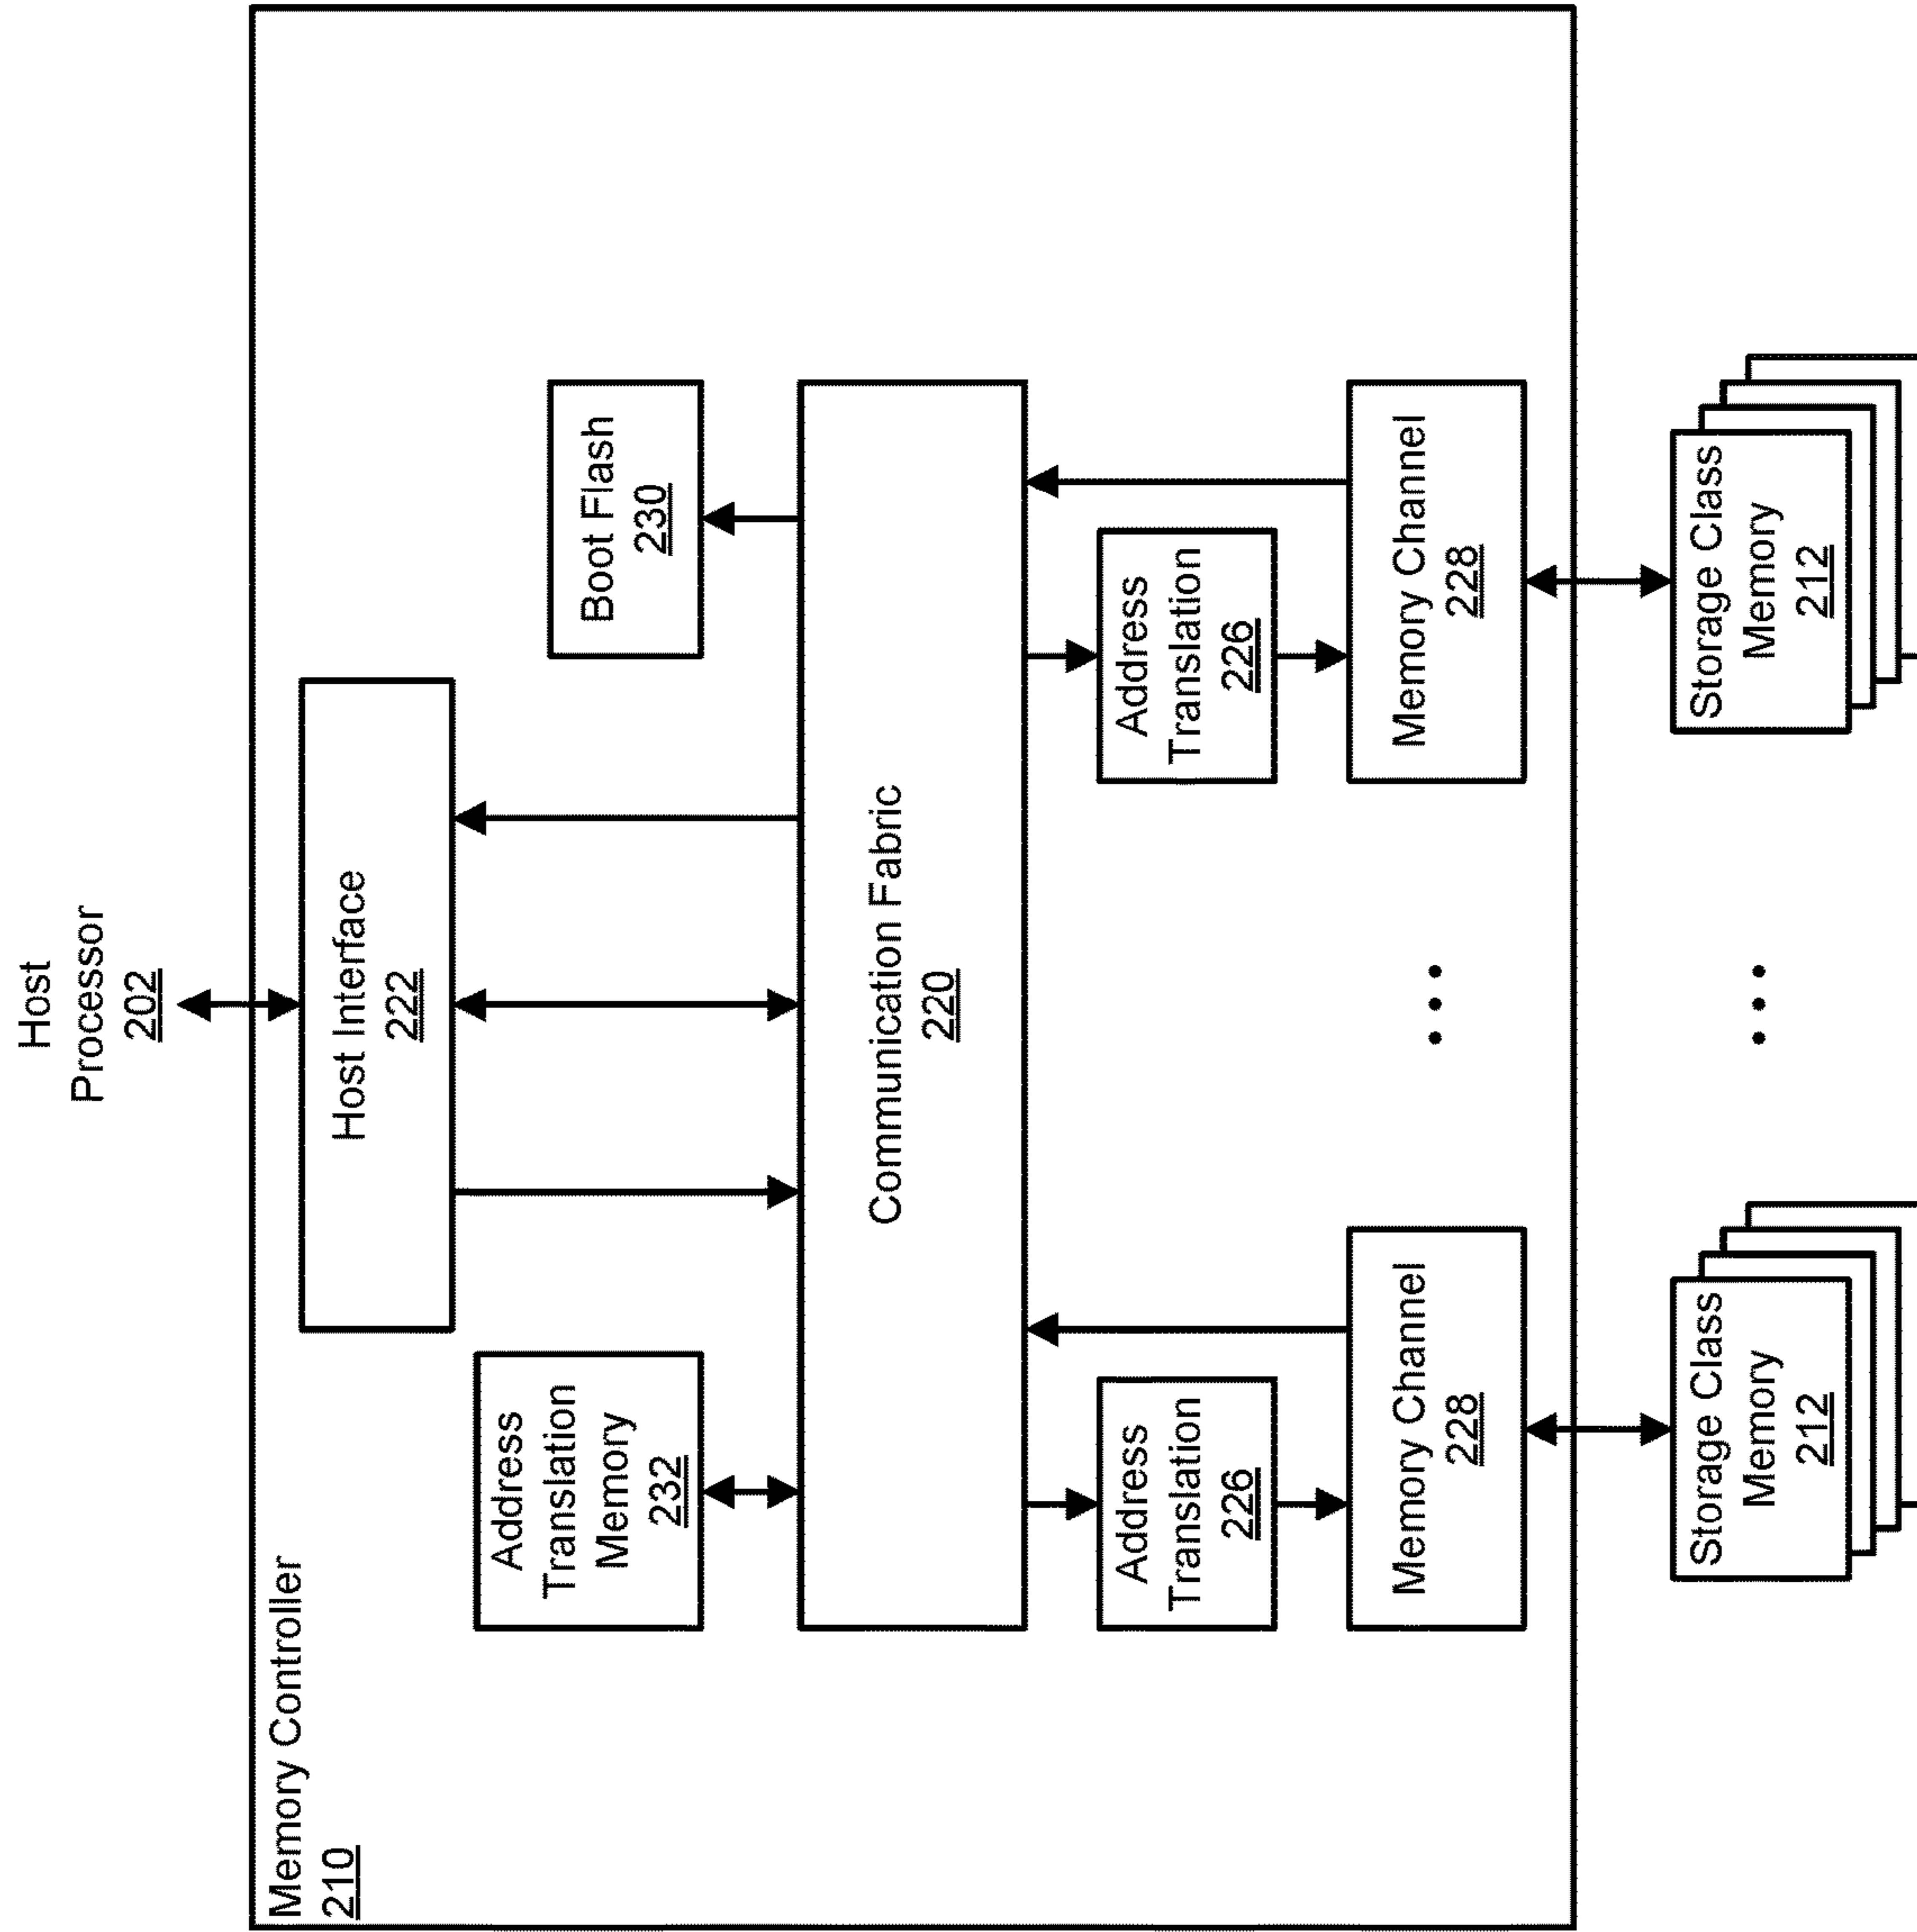 Host
Processor
202
Memory Controller
210
Host Interface
222
Address
Translation
Memory
232
Boot Flash
230
Communication Fabric
220
Address
Translation
226
Address
Translation
226
Memory Channel
228
Memory Channel
228
Storage Class
Memory
212
Storage Class
Memory
212